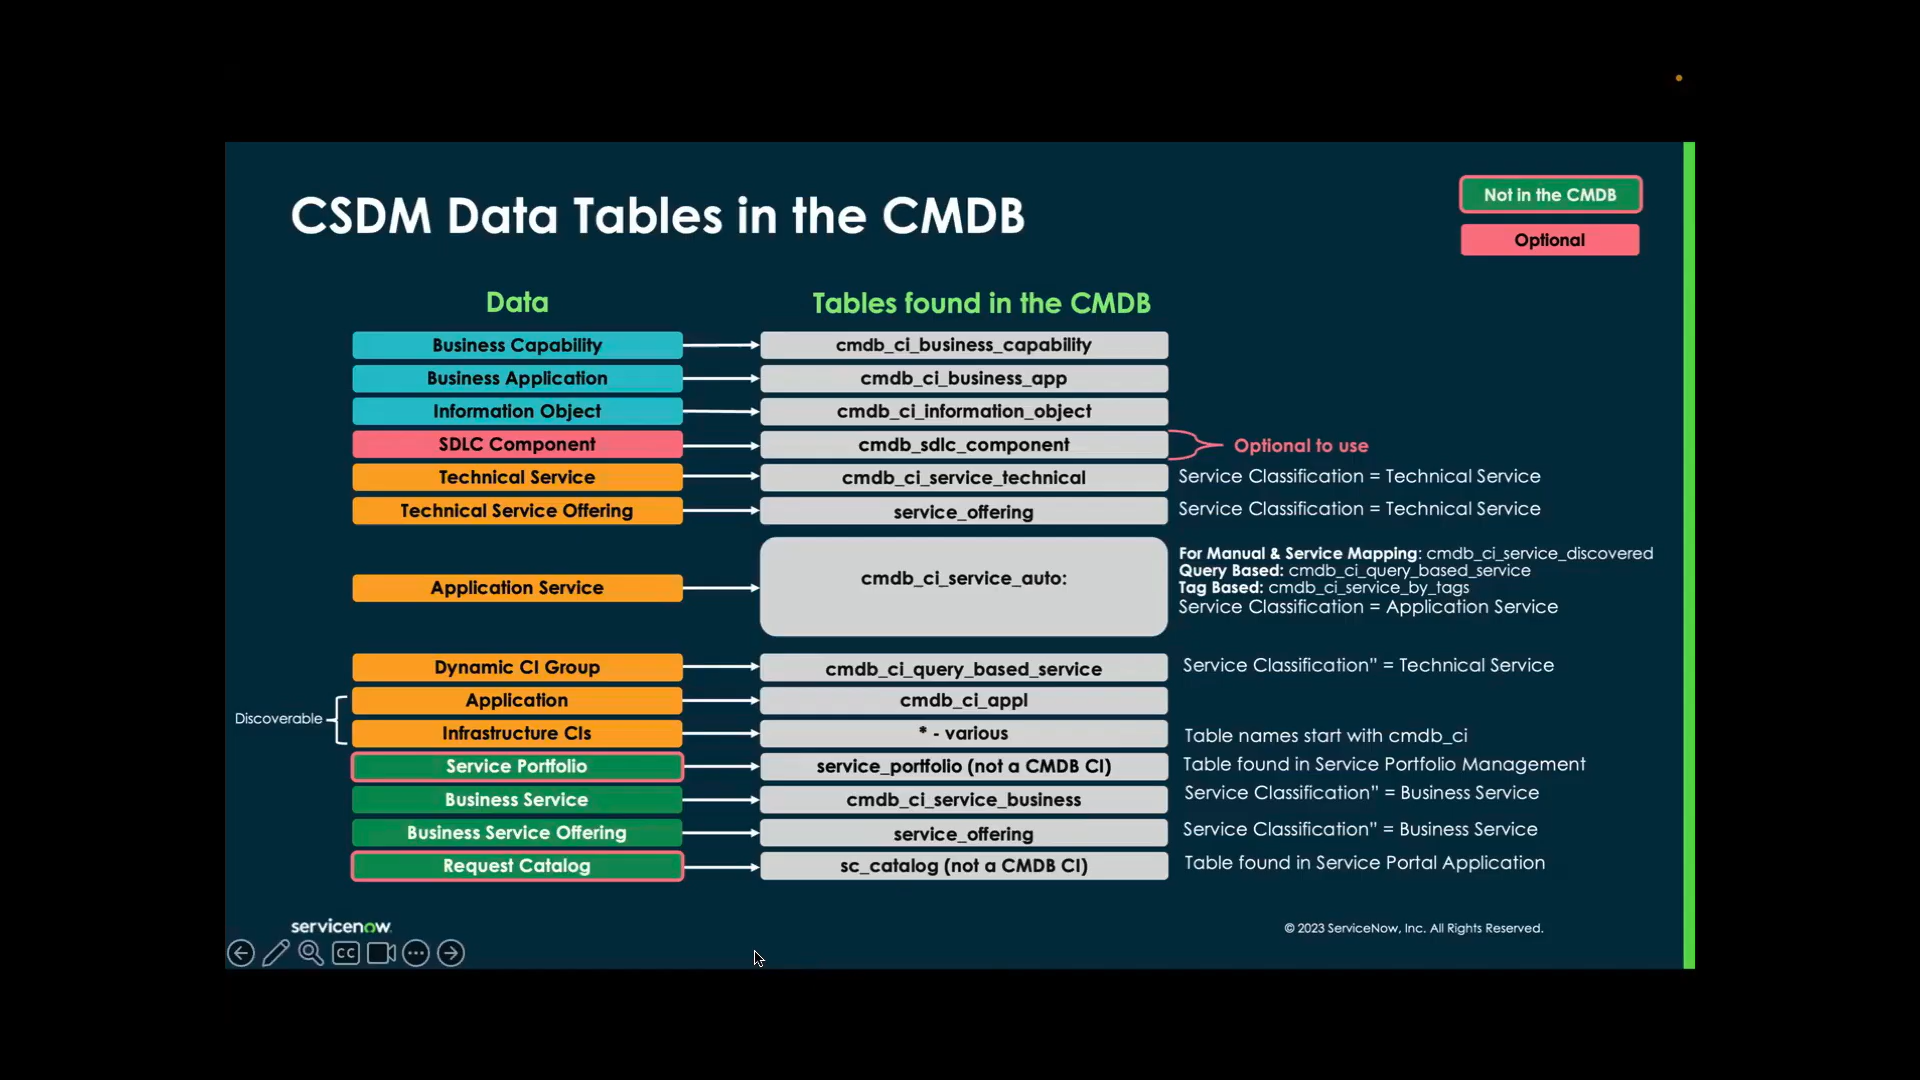 CSDM Data Tables in the CMDB
Not in the CMDB
Optional
Data
Tables found in the CMDB
Business Capability
cmdb_ci_business_capability
Business Application
cmdb_ci_business_app
Information Object
cmdb_ci_information_object
SDLC Component
cmdb_sdlc_component
Optional to use
Technical Service
cmdb_ci_service_technical
Service Classification = Technical Service
Technical Service Offering
service_offering
Service Classification = Technical Service
Application Service
cmdb_ci_service_auto:
For Manual & Service Mapping: cmdb_ci_service_discovered
Query Based: cmdb_ci_query_based_service
Tag Based: cmdb_ci_service_by_tags
Service Classification = Application Service
Dynamic CI Group
cmdb_ci_query_based_service
Service Classification” = Technical Service
Discoverable
Application
cmdb_ci_appl
Infrastructure CIs
* - various
Table names start with cmdb_ci
Service Portfolio
service_portfolio (not a CMDB CI)
Table found in Service Portfolio Management
Business Service
cmdb_ci_service_business
Service Classification” = Business Service
Business Service Offering
service_offering
Service Classification” = Business Service
Request Catalog
sc_catalog (not a CMDB CI)
Table found in Service Portal Application
servicenow
© 2023 ServiceNow, Inc. All Rights Reserved.
CC